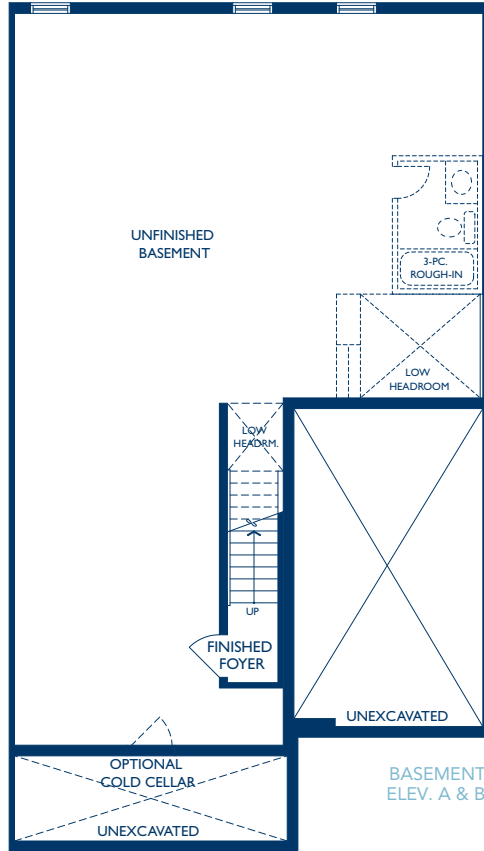 UNFINISHED
BASEMENT
3-PC.
ROUGH-IN
LOW
HEADROOM
LOW
HEADRM.
UP
FINISHED
FOYER
UNEXCAVATED
OPTIONAL
COLD CELLAR
UNEXCAVATED
BASEMENT
ELEV. A & B